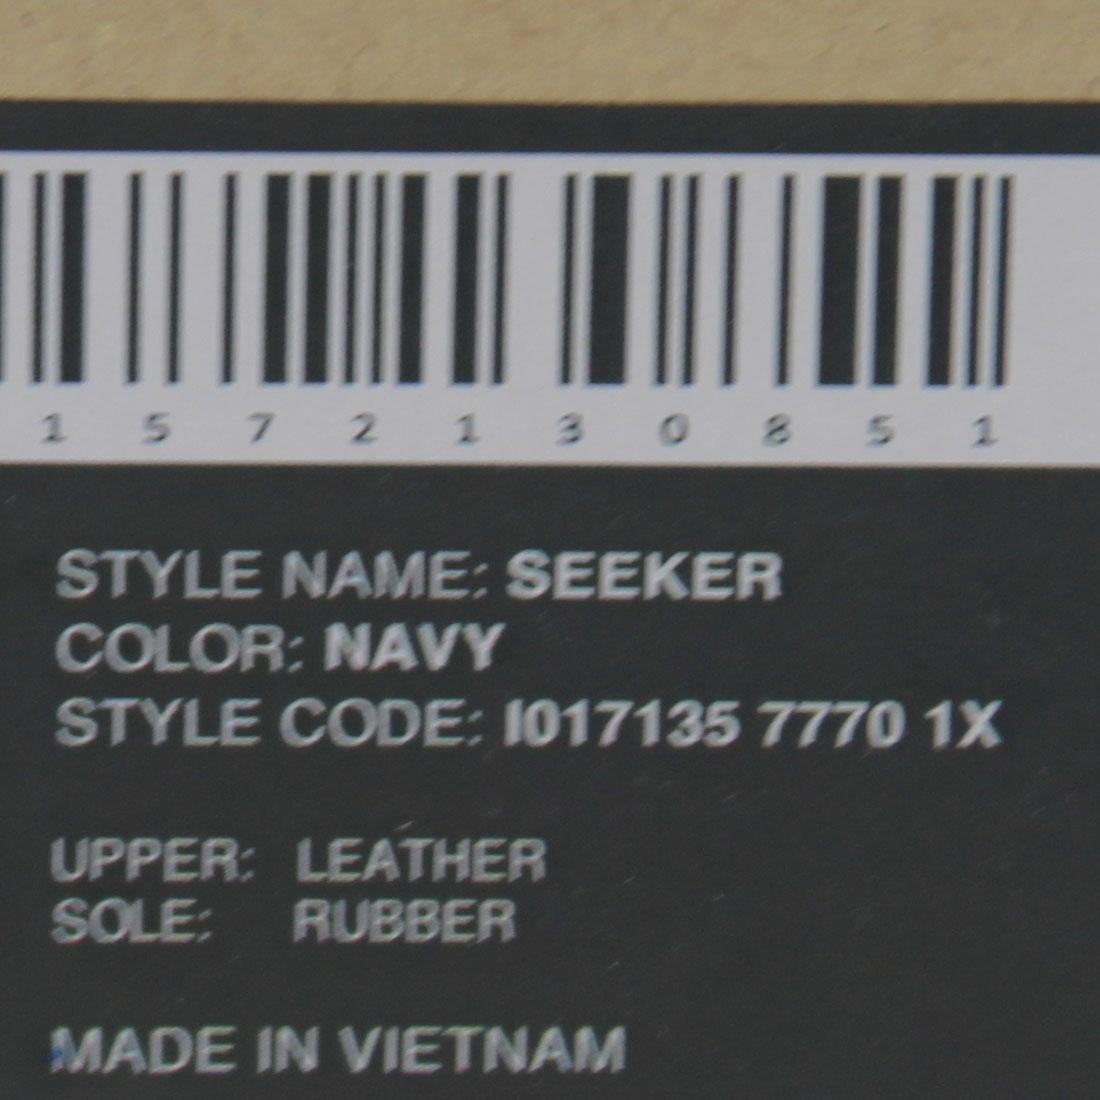 1 5 7 2 1 3 0 8 5 1
STYLE NAME: SEEKER
COLOR: NAVY
STYLE CODE: I017135 7770 1X
UPPER: LEATHER
SOLE: RUBBER
MADE IN VIETNAM